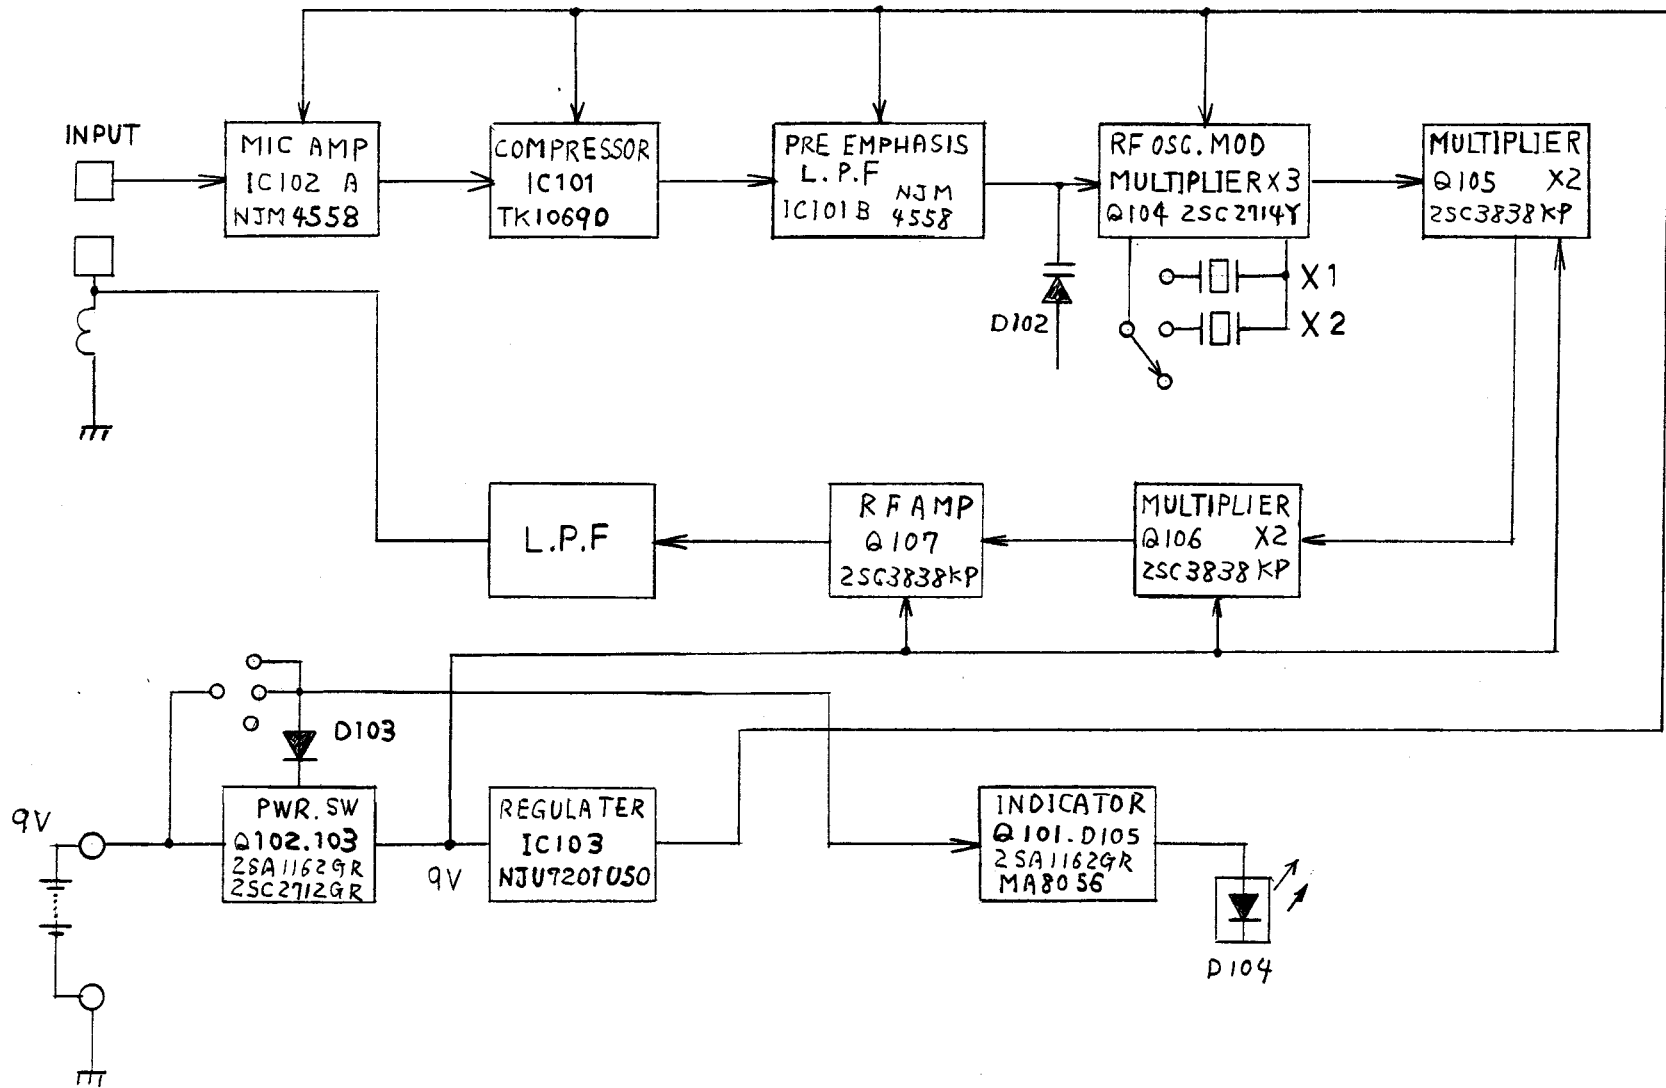 INPUT
MIC AMP
IC102 A
NJM4558
COMPRESSOR
IC101
TK10690
PRE EMPHASIS
L.P.F
NJM
IC101B 4558
RF OSC. MOD
MULTIPLIER X3
Q104 2SC2714Y
MULTIPLIER
Q105 X2
2SC3838KP
D102
X1
X2
L.P.F
RF AMP
Q107
2SC3838KP
MULTIPLIER
Q106 X2
2SC3838KP
D103
9V
PWR. SW
Q102.103
2SA1162GR
2SC2712GR
9V
REGULATER
IC103
NJU7201U50
INDICATOR
Q101.D105
2SA1162GR
MA8056
D104